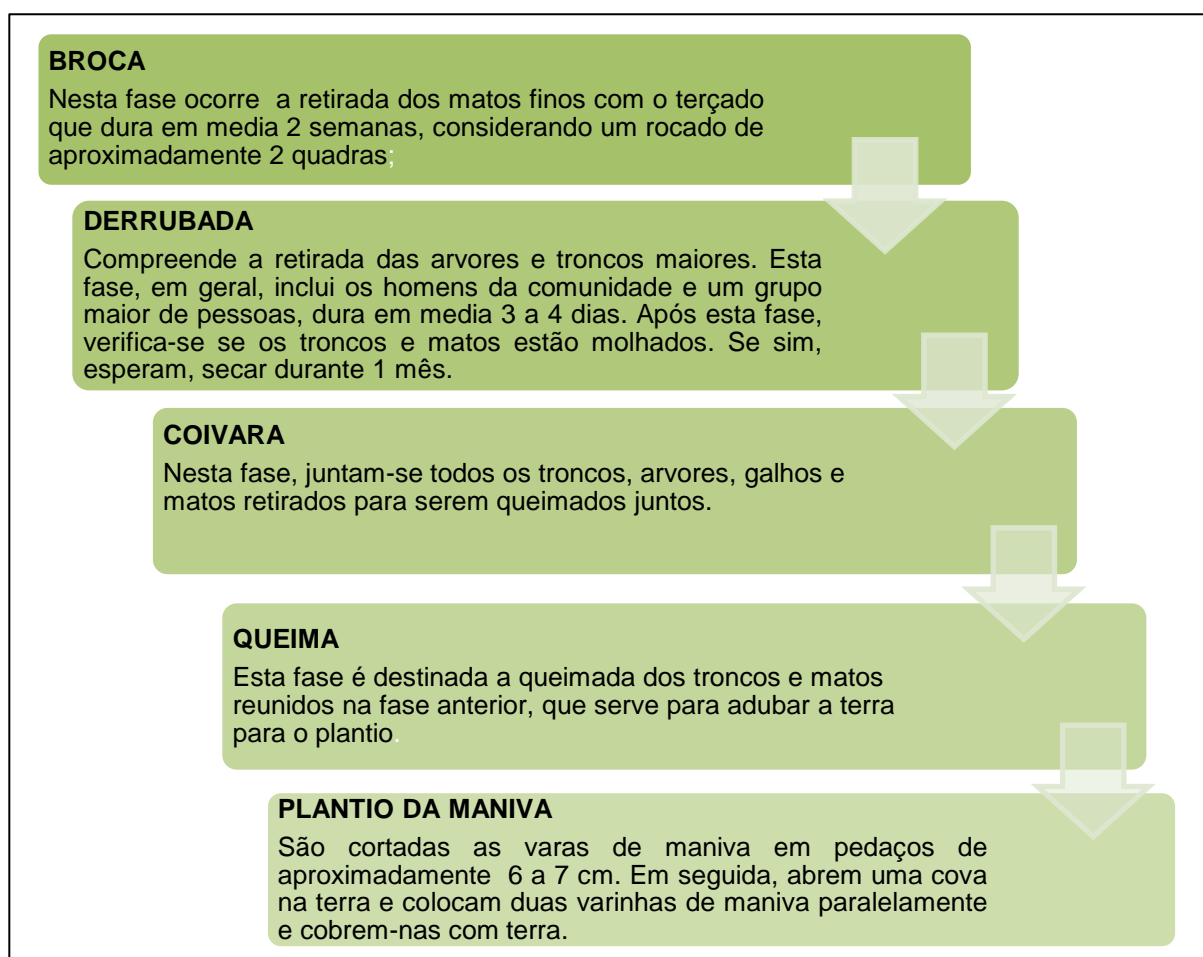 BROCA
Nesta fase ocorre a retirada dos matos finos com o terçado
que dura em media 2 semanas, considerando um rocado de
aproximadamente 2 quadras;
DERRUBADA
Compreende a retirada das arvores e troncos maiores. Esta
fase, em geral, inclui os homens da comunidade e um grupo
maior de pessoas, dura em media 3 a 4 dias. Após esta fase,
verifica-se se os troncos e matos estão molhados. Se sim,
esperam, secar durante 1 mês.
COIVARA
Nesta fase, juntam-se todos os troncos, arvores, galhos e
matos retirados para serem queimados juntos.
QUEIMA
Esta fase é destinada a queimada dos troncos e matos
reunidos na fase anterior, que serve para adubar a terra
para o plantio.
PLANTIO DA MANIVA
São cortadas as varas de maniva em pedaços de
aproximadamente 6 a 7 cm. Em seguida, abrem uma cova
na terra e colocam duas varinhas de maniva paralelamente
e cobrem-nas com terra.